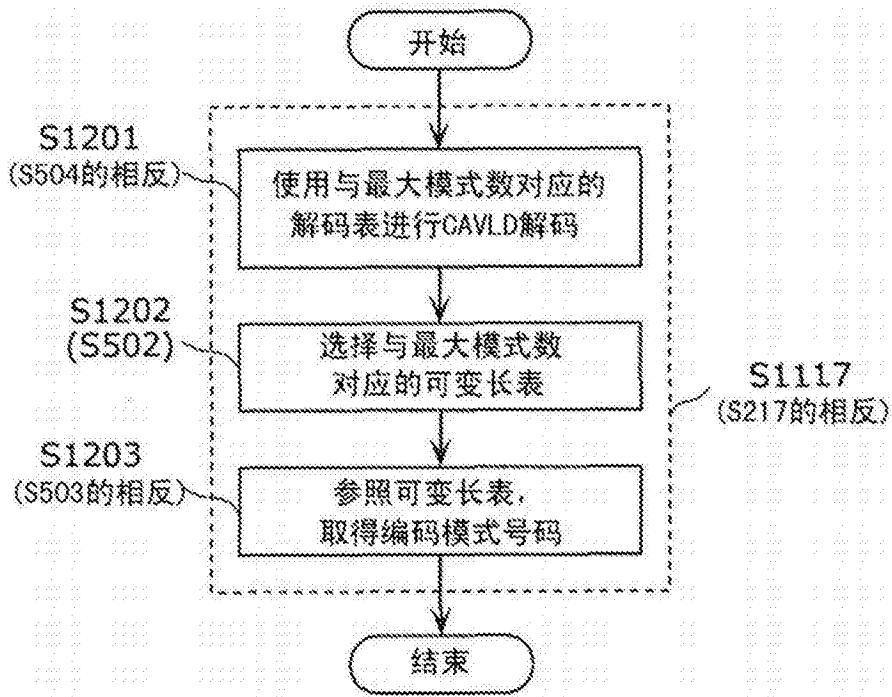 开始
S1201
(S504的相反)
使用与最大模式数对应的
解码表进行CAVLD解码
S1202
(S502)
选择与最大模式数
对应的可变长表
S1117
(S217的相反)
S1203
(S503的相反)
参照可变长表，
取得编码模式号码
结束